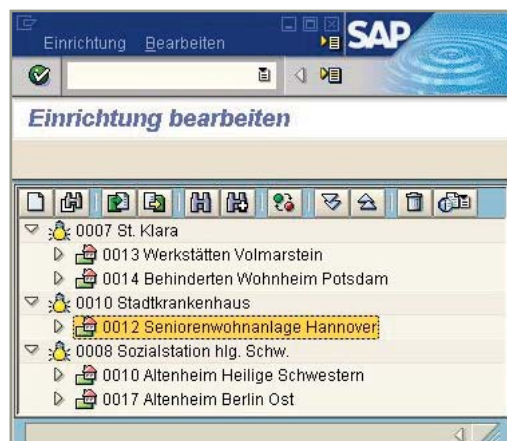 Einrichtung Bearbeiten
SAP
Einrichtung bearbeiten
0007 St. Klara
0013 Werkstätten Volmarstein
0014 Behinderten Wohnheim Potsdam
0010 Stadtkrankenhaus
0012 Seniorenwohnanlage Hannover
0008 Sozialstation hlg. Schw.
0010 Altenheim Heilige Schwestern
0017 Altenheim Berlin Ost